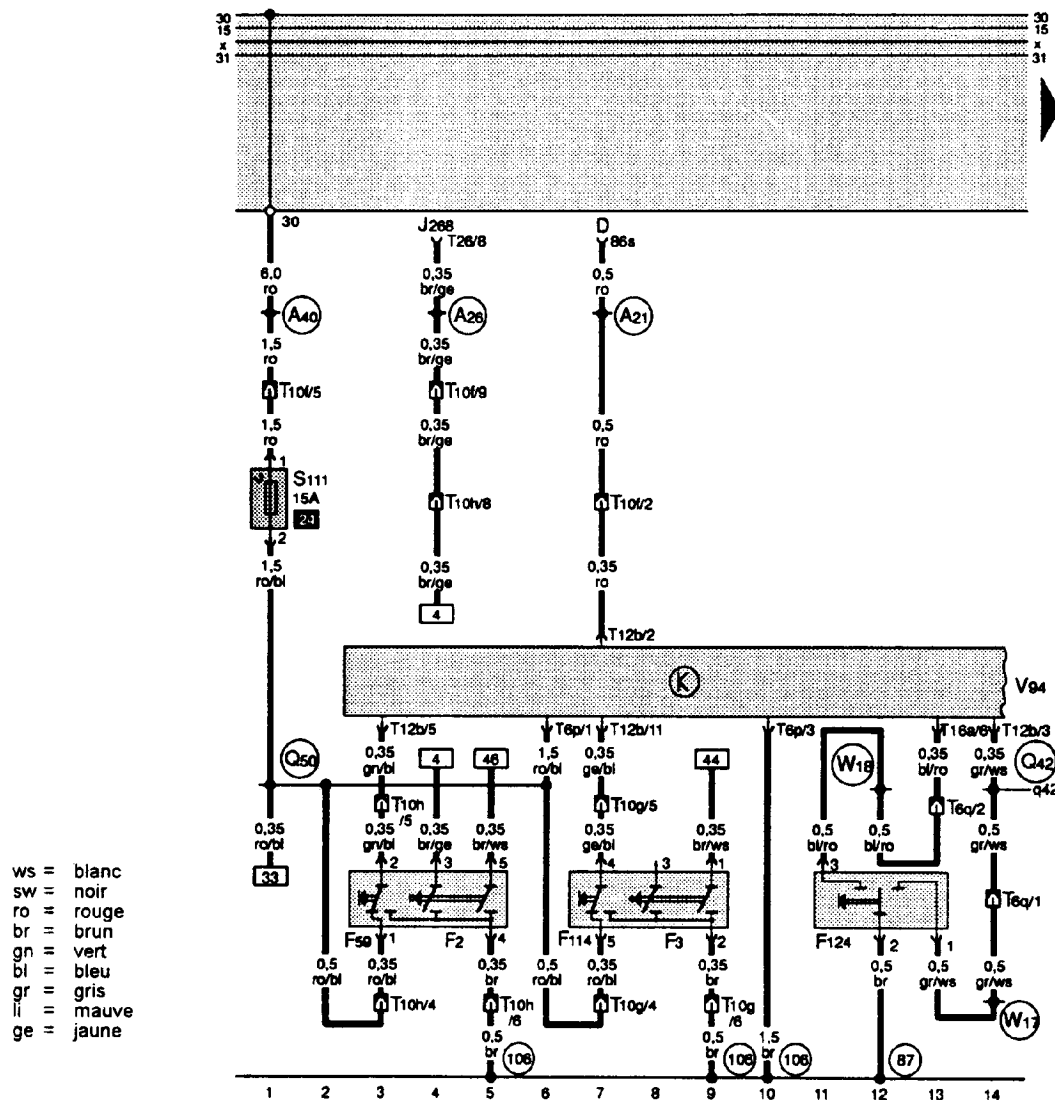 30 30
15 15
x x
31 31
30
J268 D
T26/8 86s
6,0 0,35 0,5
ro br/ge ro
A40 A26 A21
1,5 0,35
ro br/ge
T10f/5 T10f/9
1,5 0,35 0,5
ro br/ge ro
1
S111
15A
24
T10h/8 T10f/2
2
1,5 0,35 0,35
ro/bl br/ge ro
4
T12b/2
K V94
T12b/5 T6p/1 T12b/11 T6p/3 T16a/6 T12b/3
Q50 0,35 4 46 1,5 0,35 44 W18 0,35 0,35 Q42
gn/bl ro/bl ge/bl bl/ro gr/ws
q42
T10h/5 T10g/5 T6q/2
0,35 0,35 0,35 0,35 0,35 0,35 0,5 0,5 0,5
ro/bl gn/bl br/ge br/ws ge/bl br/ws bl/ro bl/ro gr/ws
33 2 3 5 4 3 1 3
T6q/1
F59 1 F2 4 F114 5 F3 2 F124 2 1
0,5 0,35 0,35 0,5 0,35 0,35 0,5 0,5 0,5
ro/bl ro/bl br ro/bl ro/bl br br gr/ws gr/ws
T10h/4 T10h/6 T10g/4 T10g/6 W17
0,5 0,5 1,5
br br br
106 106 106 87
1 2 3 4 5 6 7 8 9 10 11 12 13 14
ws = blanc
sw = noir
ro = rouge
br = brun
gn = vert
bl = bleu
gr = gris
li = mauve
ge = jaune